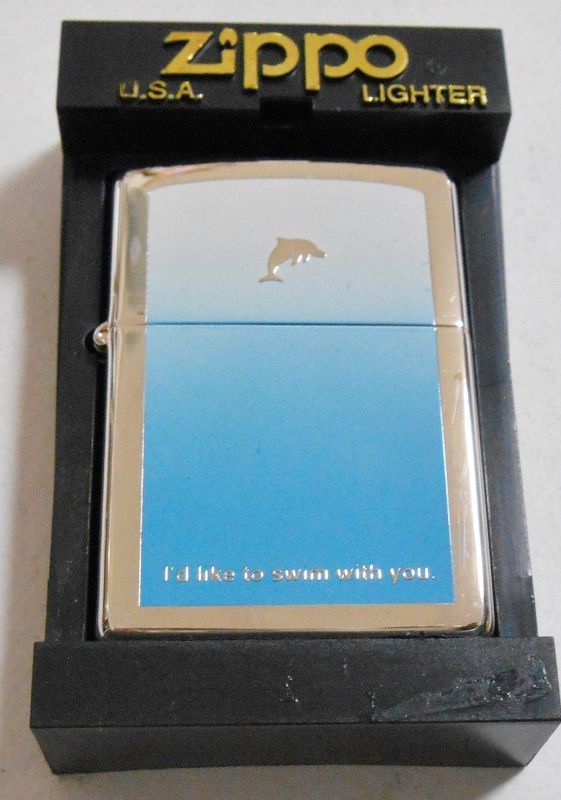 zippo
U.S.A. LIGHTER
I'd like to swim with you.